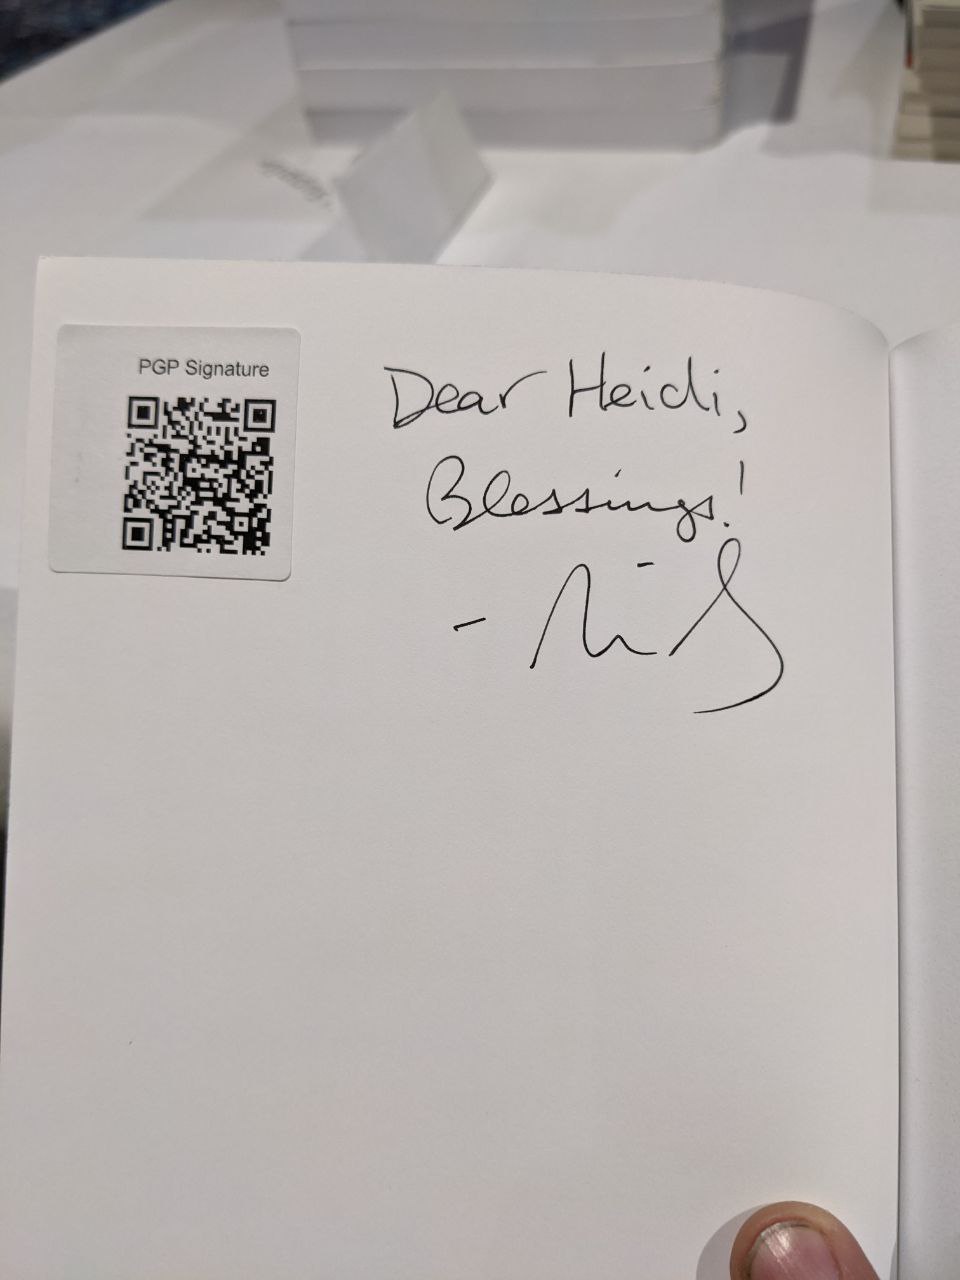 PGP Signature
Dear Heidi,
Blessings!